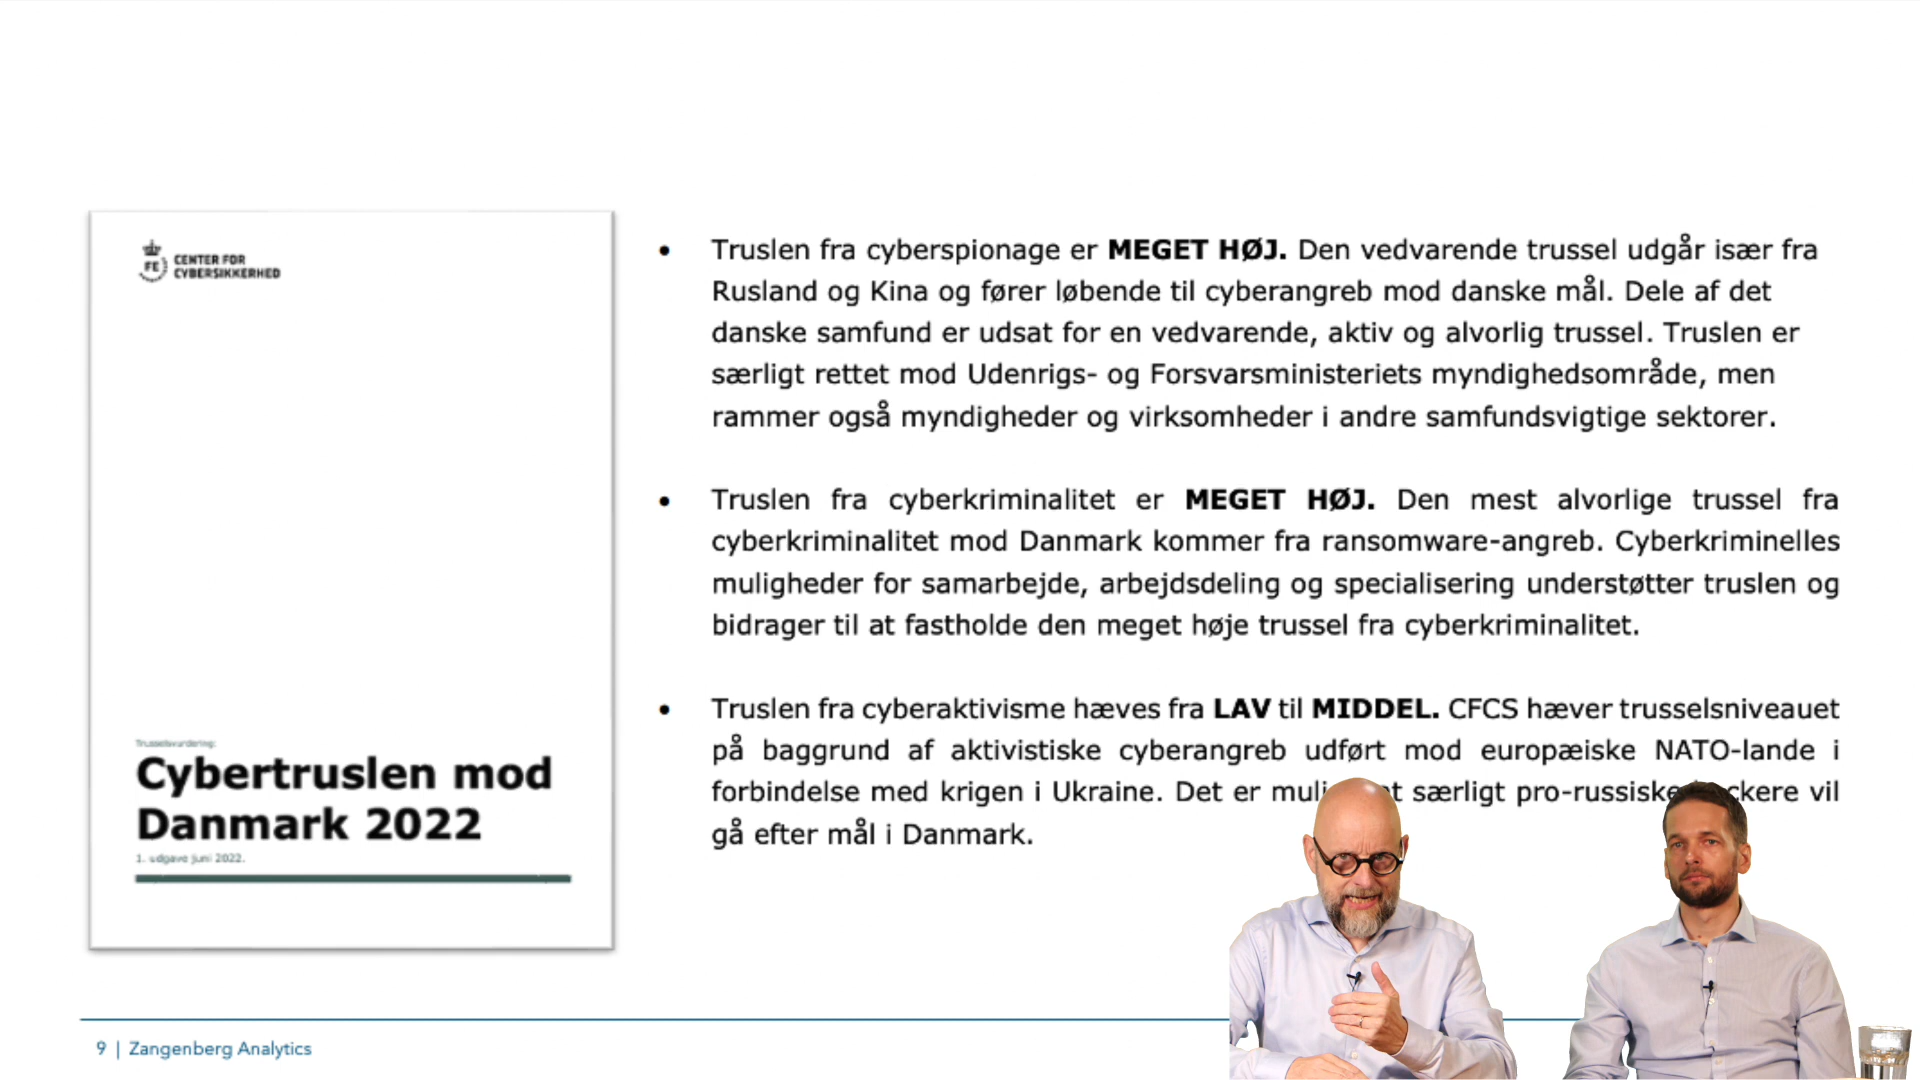 FE
CENTER FOR
CYBERSIKKERHED
Trusselsvurdering:
Cybertruslen mod
Danmark 2022
1. udgave juni 2022.
• Truslen fra cyberspionage er MEGET HØJ. Den vedvarende trussel udgår især fra
Rusland og Kina og fører løbende til cyberangreb mod danske mål. Dele af det
danske samfund er udsat for en vedvarende, aktiv og alvorlig trussel. Truslen er
særligt rettet mod Udenrigs- og Forsvarsministeriets myndighedsområde, men
rammer også myndigheder og virksomheder i andre samfundsvigtige sektorer.
• Truslen fra cyberkriminalitet er MEGET HØJ. Den mest alvorlige trussel fra
cyberkriminalitet mod Danmark kommer fra ransomware-angreb. Cyberkriminelles
muligheder for samarbejde, arbejdsdeling og specialisering understøtter truslen og
bidrager til at fastholde den meget høje trussel fra cyberkriminalitet.
• Truslen fra cyberaktivisme hæves fra LAV til MIDDEL. CFCS hæver trusselsniveauet
på baggrund af aktivistiske cyberangreb udført mod europæiske NATO-lande i
forbindelse med krigen i Ukraine. Det er særligt pro-russiske vil
gå efter mål i Danmark.
9 | Zangenberg Analytics